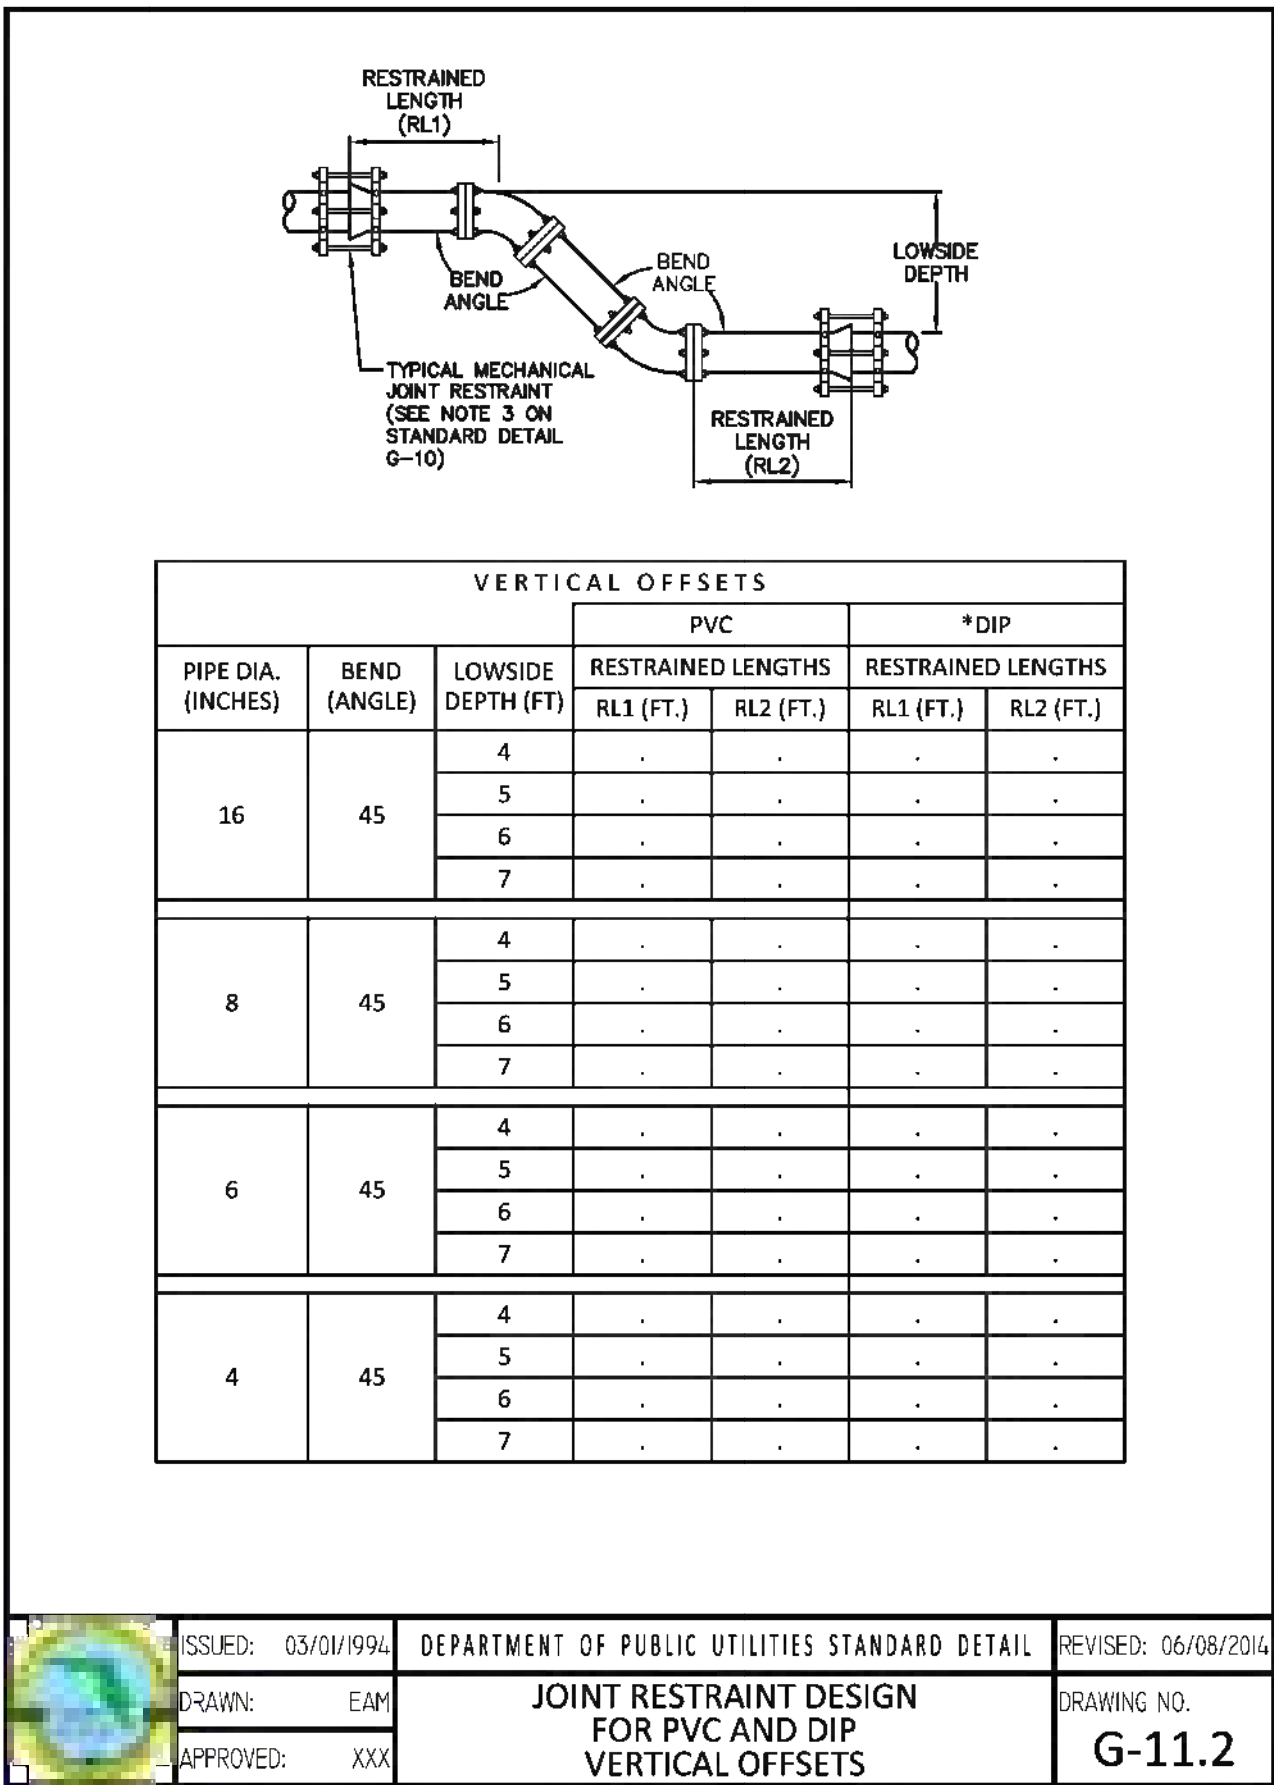 RESTRAINED
LENGTH
(RL1)
LOWSIDE
DEPTH
BEND
ANGLE
BEND
ANGLE
TYPICAL MECHANICAL
JOINT RESTRAINT
(SEE NOTE 3 ON
STANDARD DETAIL
G-10)
RESTRAINED
LENGTH
(RL2)
VERTICAL OFFSETS
PVC *DIP
PIPE DIA. BEND LOWSIDE RESTRAINED LENGTHS RESTRAINED LENGTHS
(INCHES) (ANGLE) DEPTH (FT) RL1 (FT.) RL2 (FT.) RL1 (FT.) RL2 (FT.)
16 45
4 . . . .
5 . . . .
6 . . . .
7 . . . .
8 45
4 . . . .
5 . . . .
6 . . . .
7 . . . .
6 45
4 . . . .
5 . . . .
6 . . . .
7 . . . .
4 45
4 . . . .
5 . . . .
6 . . . .
7 . . . .
ISSUED: 03/01/1994
DRAWN: EAM
APPROVED: XXX
DEPARTMENT OF PUBLIC UTILITIES STANDARD DETAIL
JOINT RESTRAINT DESIGN
FOR PVC AND DIP
VERTICAL OFFSETS
REVISED: 06/08/2014
DRAWING NO.
G-11.2